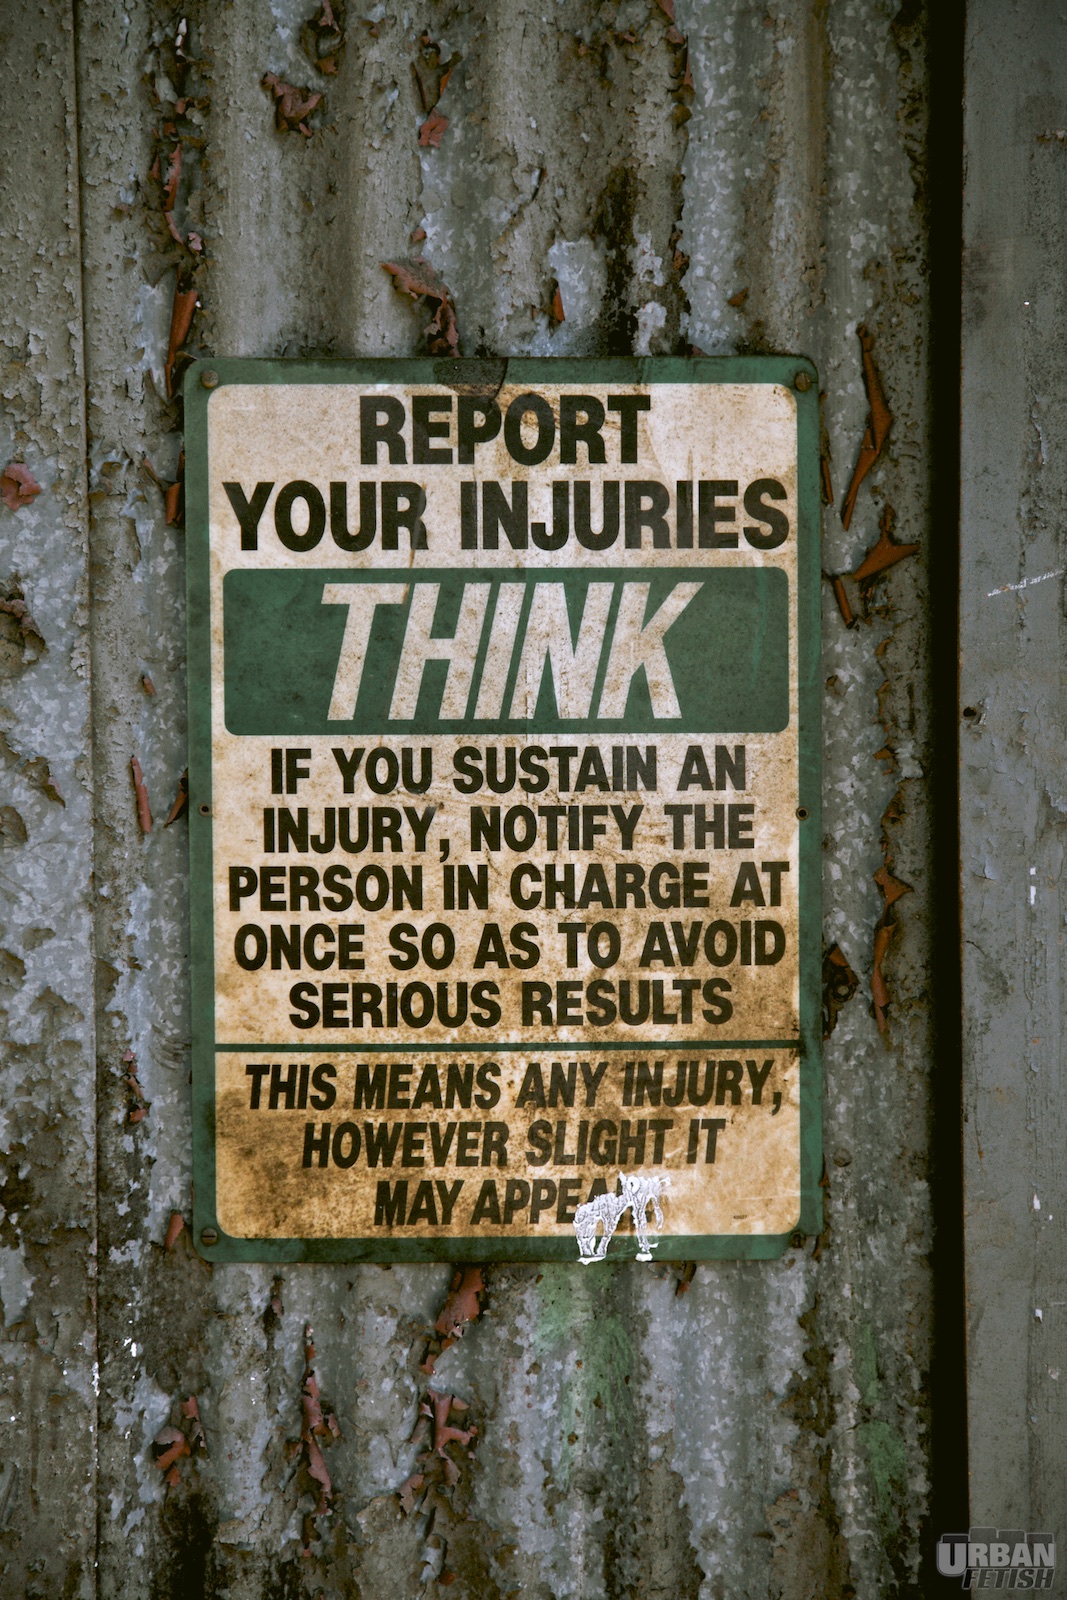 REPORT
YOUR INJURIES
THINK
IF YOU SUSTAIN AN
INJURY, NOTIFY THE
PERSON IN CHARGE AT
ONCE SO AS TO AVOID
SERIOUS RESULTS
THIS MEANS ANY INJURY,
HOWEVER SLIGHT IT
MAY APPEAR
URBAN
FETISH